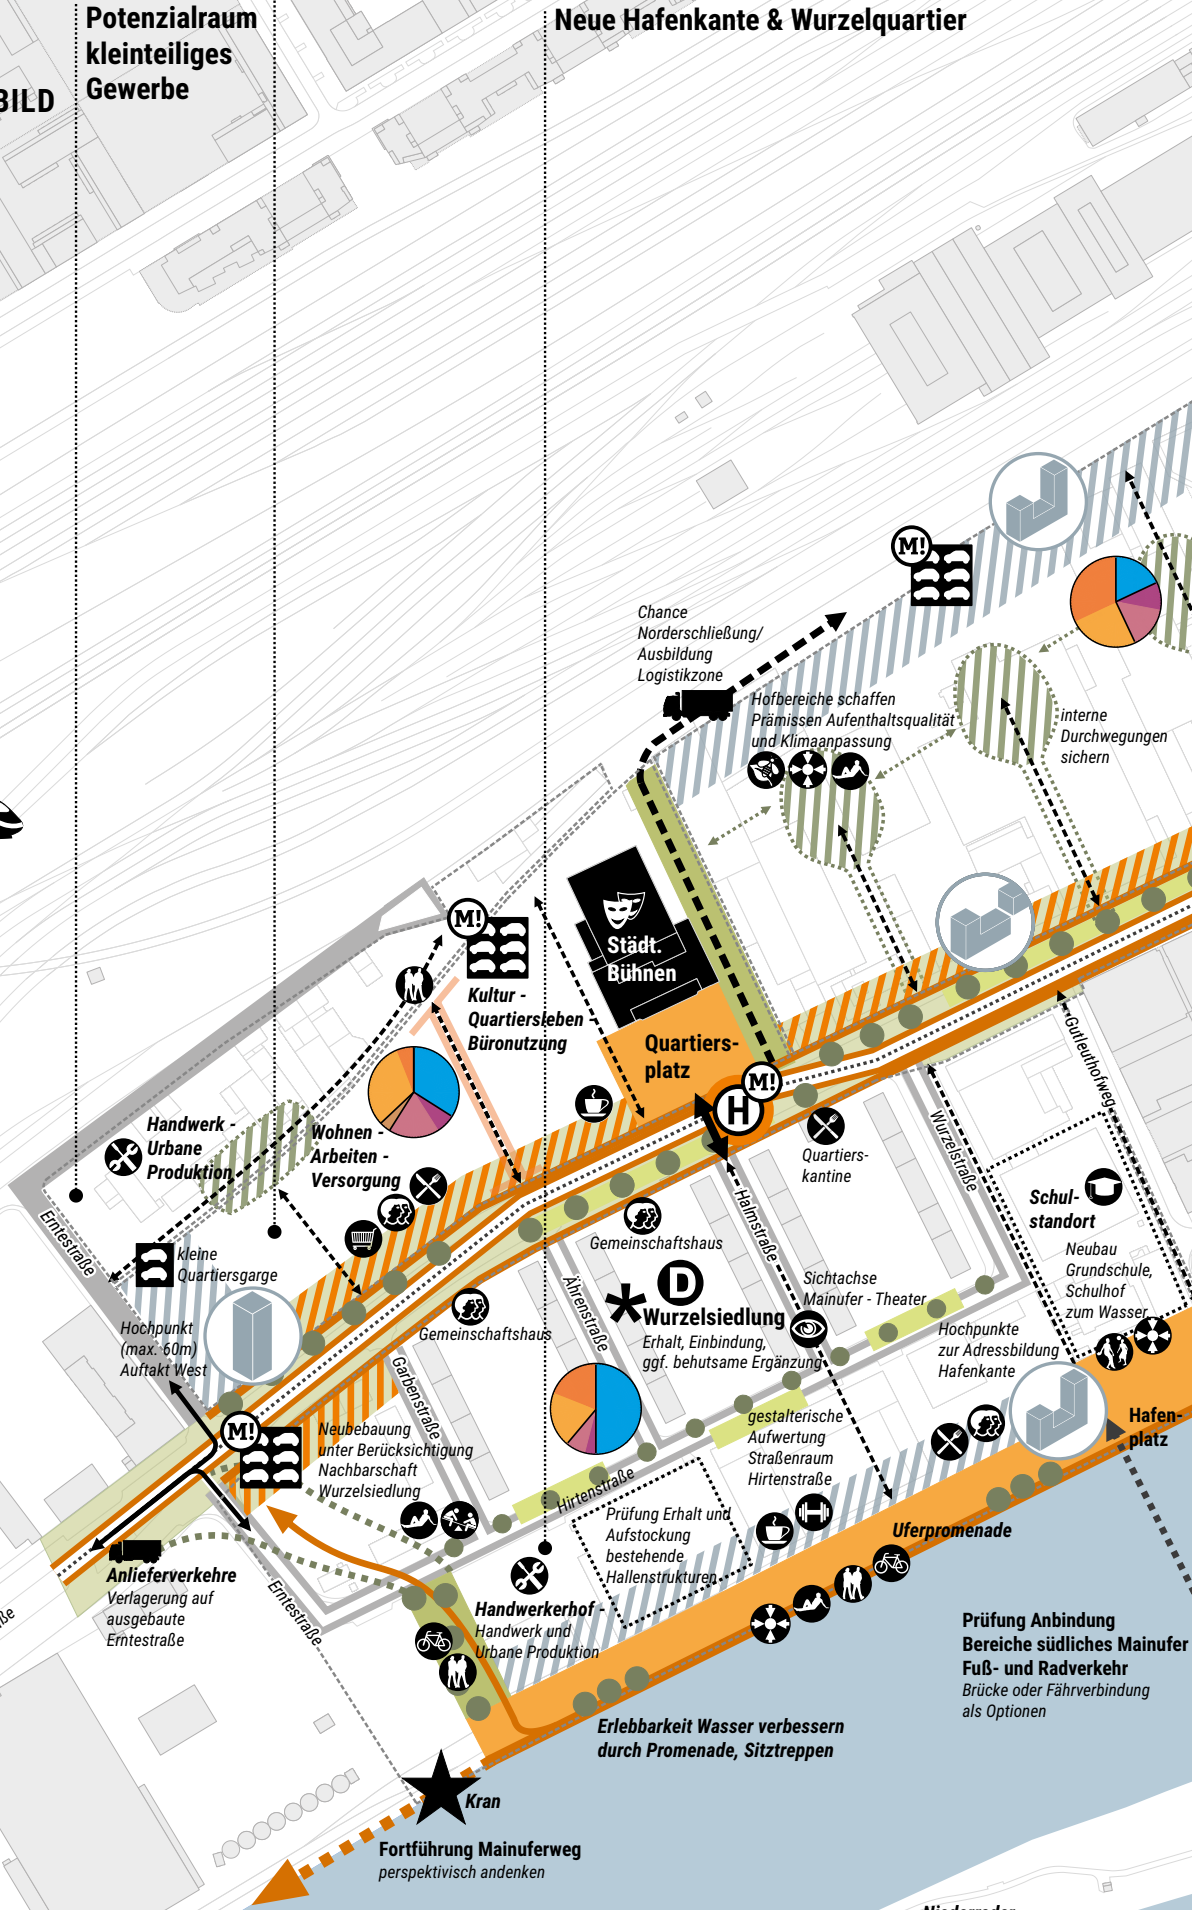 Potenzialraum
kleinteiliges
Gewerbe
Neue Hafenkante & Wurzelquartier
BILD
M!
Chance
Norderschließung/
Ausbildung
Logistikzone
Hofbereiche schaffen
Prämissen Aufenthaltsqualität
und Klimaanpassung
interne
Durchwegungen
sichern
M!
Städt.
Bühnen
Kultur -
Quartiersleben -
Büronutzung
Quartiers-
platz
M!
H
Gutleuthofweg
Handwerk -
Urbane
Produktion
Wohnen -
Arbeiten -
Versorgung
Quartiers-
kantine
Wurzelstraße
Schul-
standort
Neubau
Grundschule,
Schulhof
zum Wasser
Erntestraße
kleine
Quartiersgarge
Gemeinschaftshaus
Halmstraße
Ährenstraße
D
*Wurzelsiedlung
Erhalt, Einbindung,
ggf. behutsame Ergänzung
Sichtachse
Mainufer - Theater
Hochpunkt
(max. 60m)
Auftakt West
Gemeinschaftshaus
Hochpunkte
zur Adressbildung
Hafenkante
Garbenstraße
M!
Neubebauung
unter Berücksichtigung
Nachbarschaft
Wurzelsiedlung
gestalterische
Aufwertung
Straßenraum
Hirtenstraße
Hafen-
platz
Hirtenstraße
Prüfung Erhalt und
Aufstockung
bestehende
Hallenstrukturen
Uferpromenade
Anlieferverkehre
Verlagerung auf
ausgebaute
Erntestraße
Erntestraße
Handwerkerhof -
Handwerk und
Urbane Produktion
ße
Prüfung Anbindung
Bereiche südliches Mainufer
Fuß- und Radverkehr
Brücke oder Fährverbindung
als Optionen
Erlebbarkeit Wasser verbessern
durch Promenade, Sitztreppen
Kran
Fortführung Mainuferweg
perspektivisch andenken